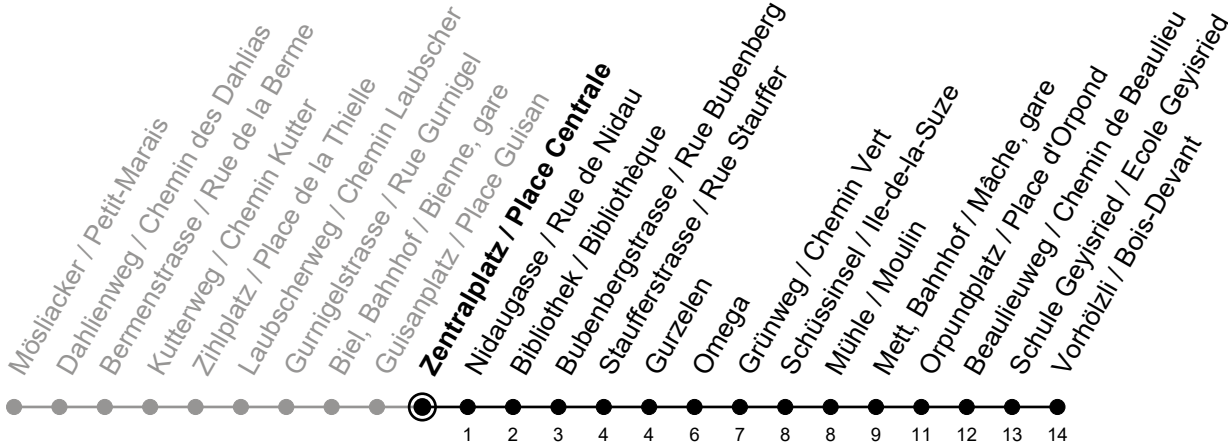 Mösliacker / Petit-Marais
Dahlienweg / Chemin des Dahlias
Bermenstrasse / Rue de la Berme
Kutterweg / Chemin Kutter
Zihlplatz / Place de la Thielle
Laubscherweg / Chemin Laubscher
Gurnigelstrasse / Rue Gurnigel
Biel, Bahnhof / Bienne, gare
Guisanplatz / Place Guisan
Zentralplatz / Place Centrale
Nidaugasse / Rue de Nidau
Bibliothek / Bibliothèque
Bubenbergstrasse / Rue Bubenberg
Staufferstrasse / Rue Stauffer
Gurzelen
Omega
Grünweg / Chemin Vert
Schüssinsel / Ile-de-la-Suze
Mühle / Moulin
Mett, Bahnhof / Mâche, gare
Orpundplatz / Place d'Orpond
Beaulieuweg / Chemin de Beaulieu
Schule Geyisried / Ecole Geyisried
Vorhölzli / Bois-Devant
1 2 3 4 4 6 7 8 8 9 11 12 13 14